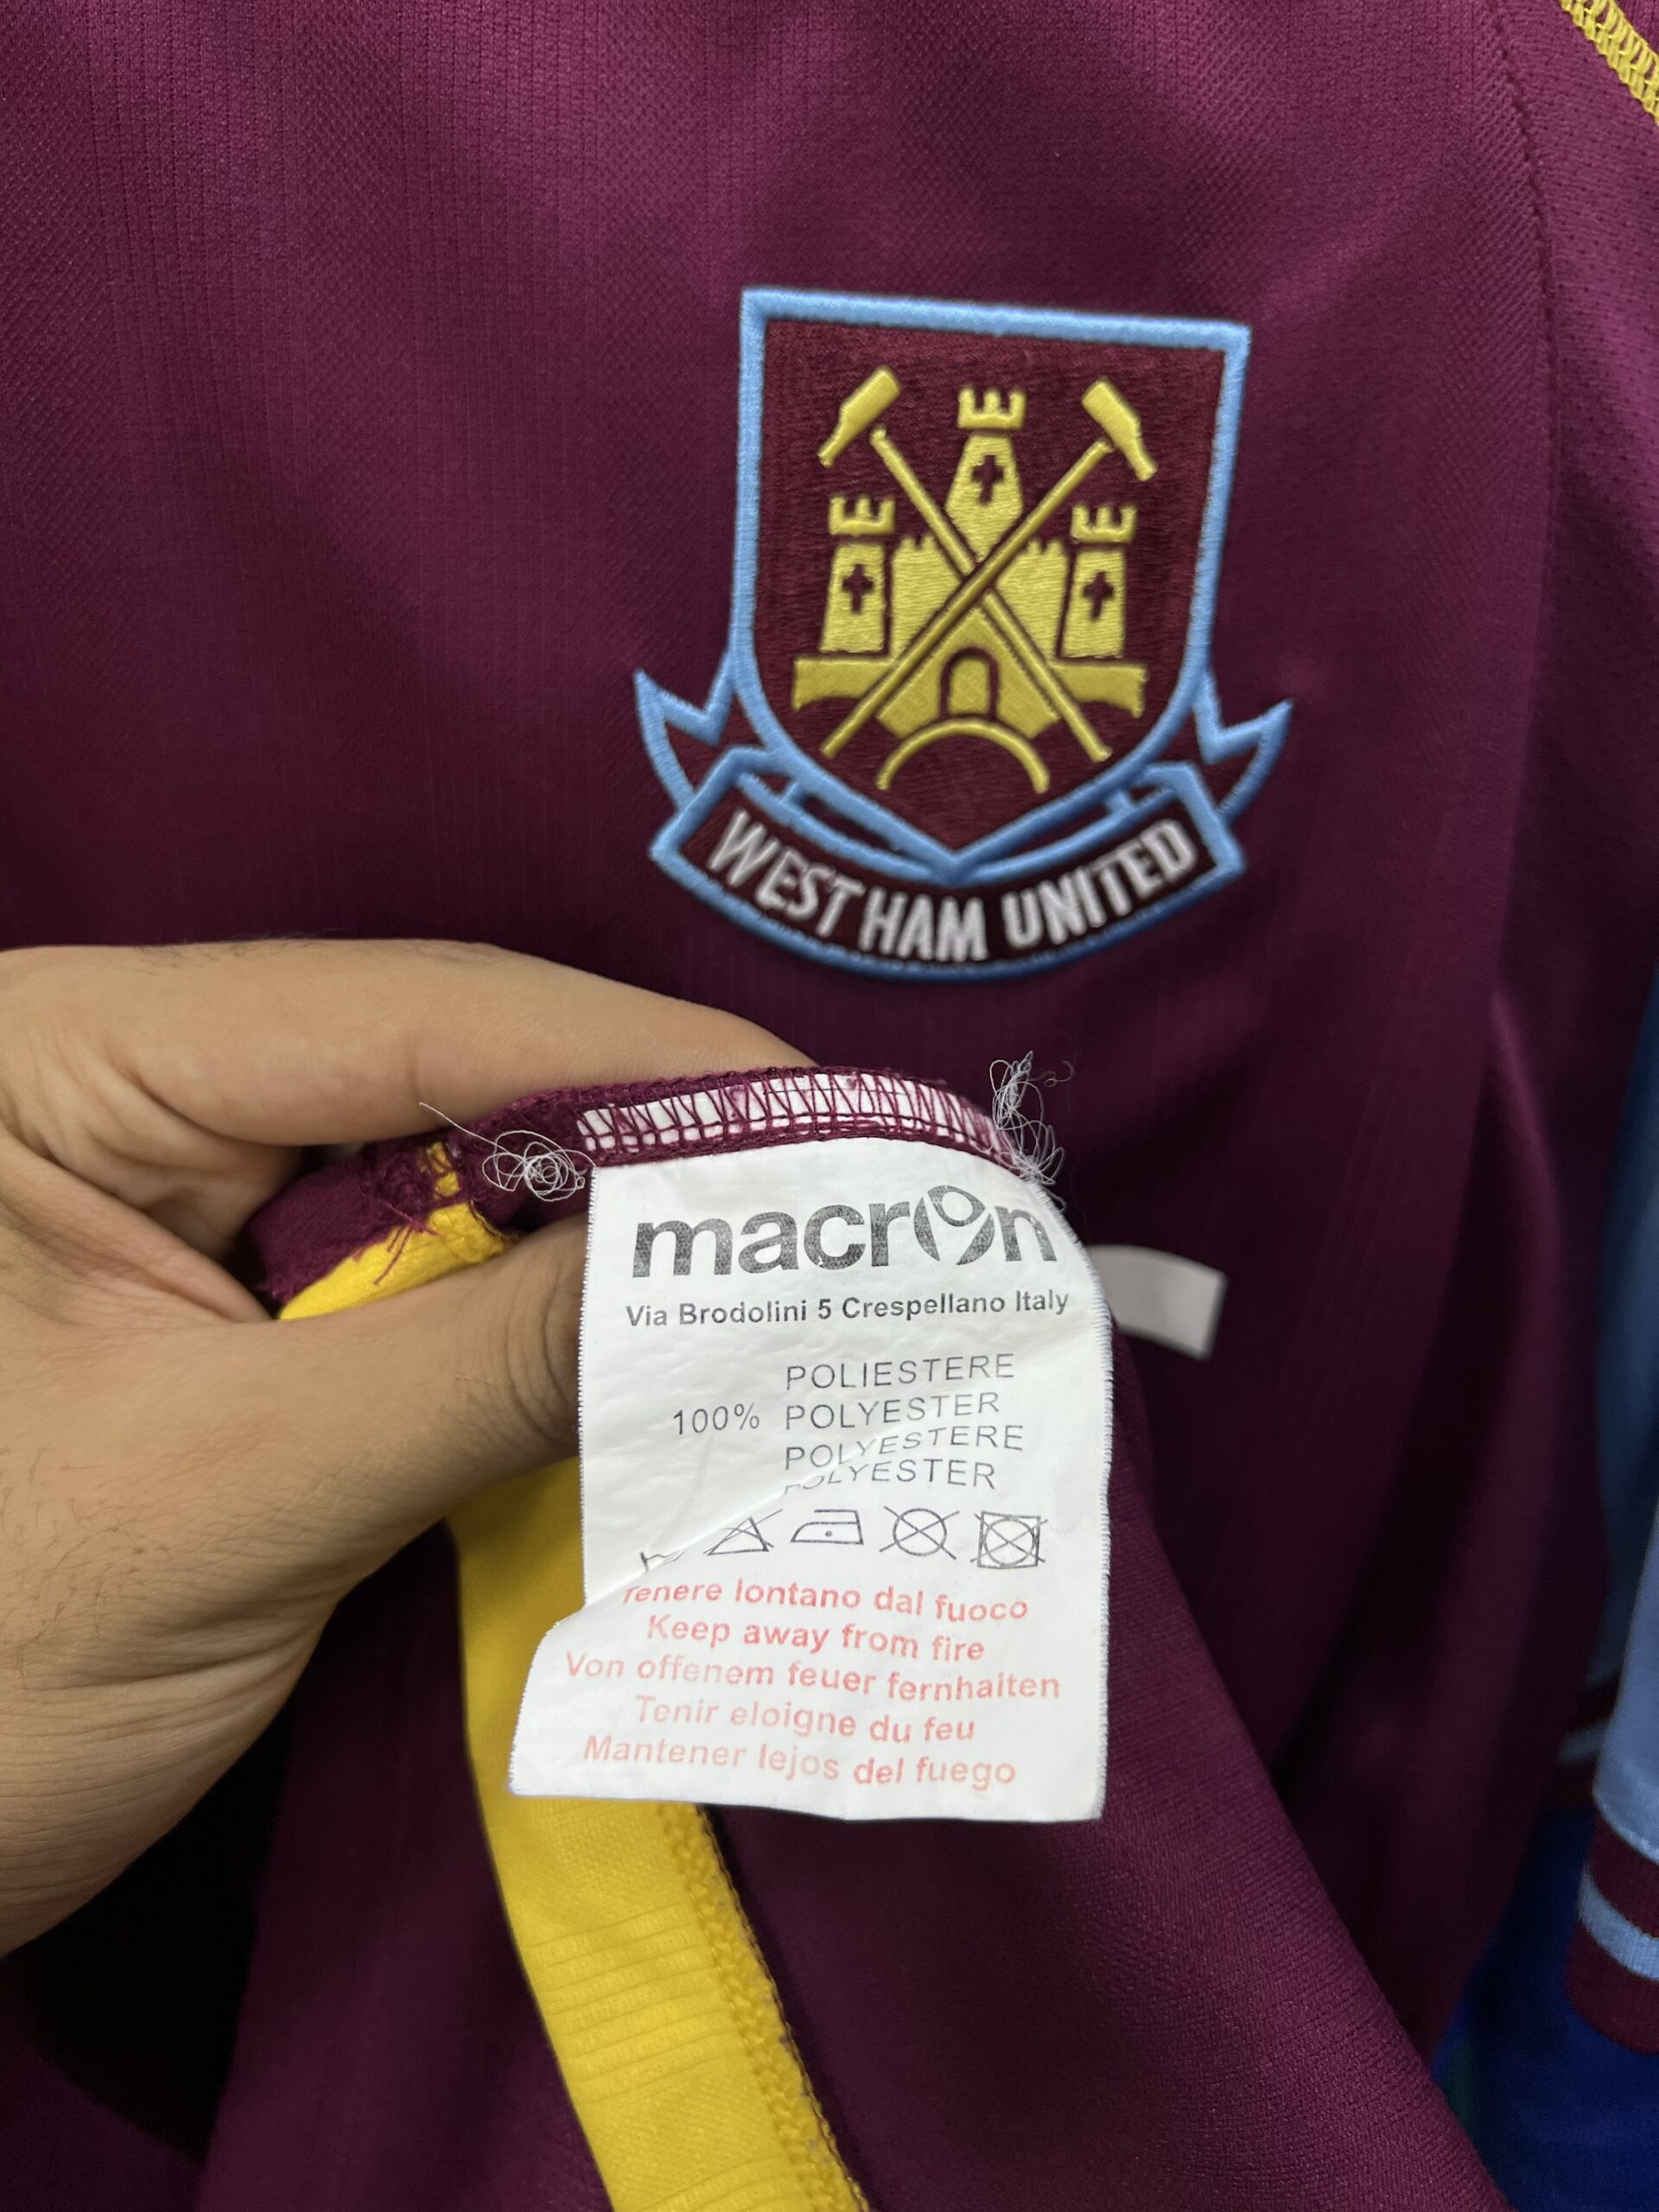 WEST HAM UNITED
macron
Via Brodolini 5 Crespellano Italy
POLIESTERE
100% POLYESTER
POLYESTERE
POLYESTER
Tenere lontano dal fuoco
Keep away from fire
Von offenem feuer fernhalten
Tenir eloigne du feu
Mantener lejos del fuego